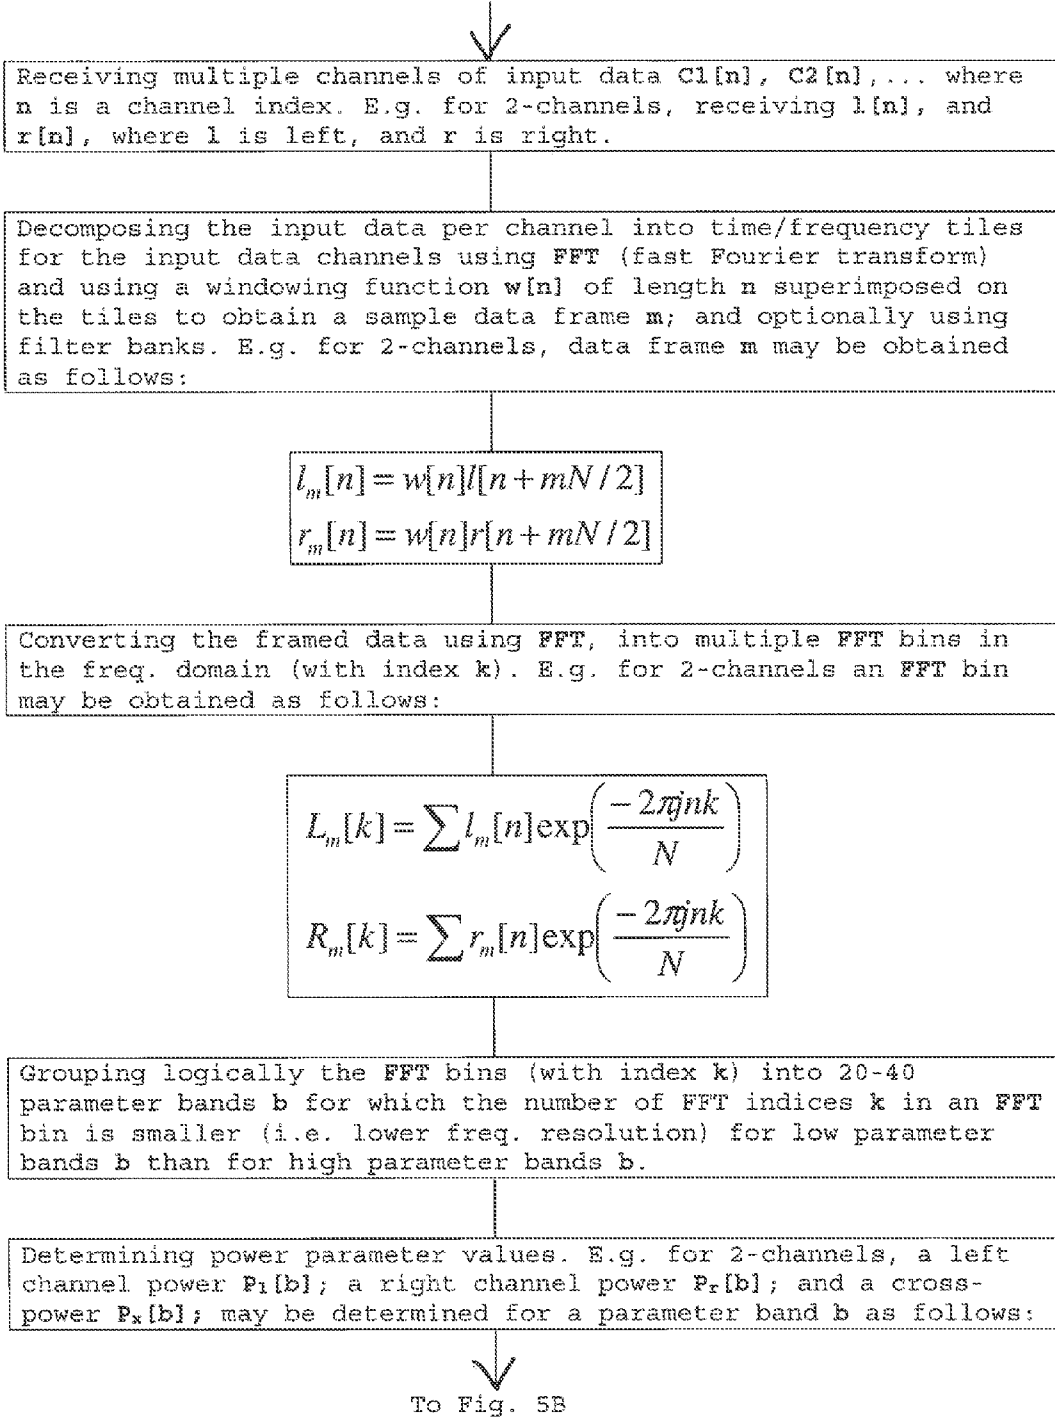 Receiving multiple channels of input data C1[n], C2[n],... where
n is a channel index. E.g. for 2-channels, receiving l[n], and
r[n], where l is left, and r is right.
Decomposing the input data per channel into time/frequency tiles
for the input data channels using FFT (fast Fourier transform)
and using a windowing function w[n] of length n superimposed on
the tiles to obtain a sample data frame m; and optionally using
filter banks. E.g. for 2-channels, data frame m may be obtained
as follows:
l_m[n] = w[n]l[n + mN / 2]
r_m[n] = w[n]r[n + mN / 2]
Converting the framed data using FFT, into multiple FFT bins in
the freq. domain (with index k). E.g. for 2-channels an FFT bin
may be obtained as follows:
L_m[k] = ∑ l_m[n] exp(−2πjnk / N)
R_m[k] = ∑ r_m[n] exp(−2πjnk / N)
Grouping logically the FFT bins (with index k) into 20-40
parameter bands b for which the number of FFT indices k in an FFT
bin is smaller (i.e. lower freq. resolution) for low parameter
bands b than for high parameter bands b.
Determining power parameter values. E.g. for 2-channels, a left
channel power P_l[b]; a right channel power P_r[b]; and a cross-
power P_x[b]; may be determined for a parameter band b as follows:
To Fig. 5B